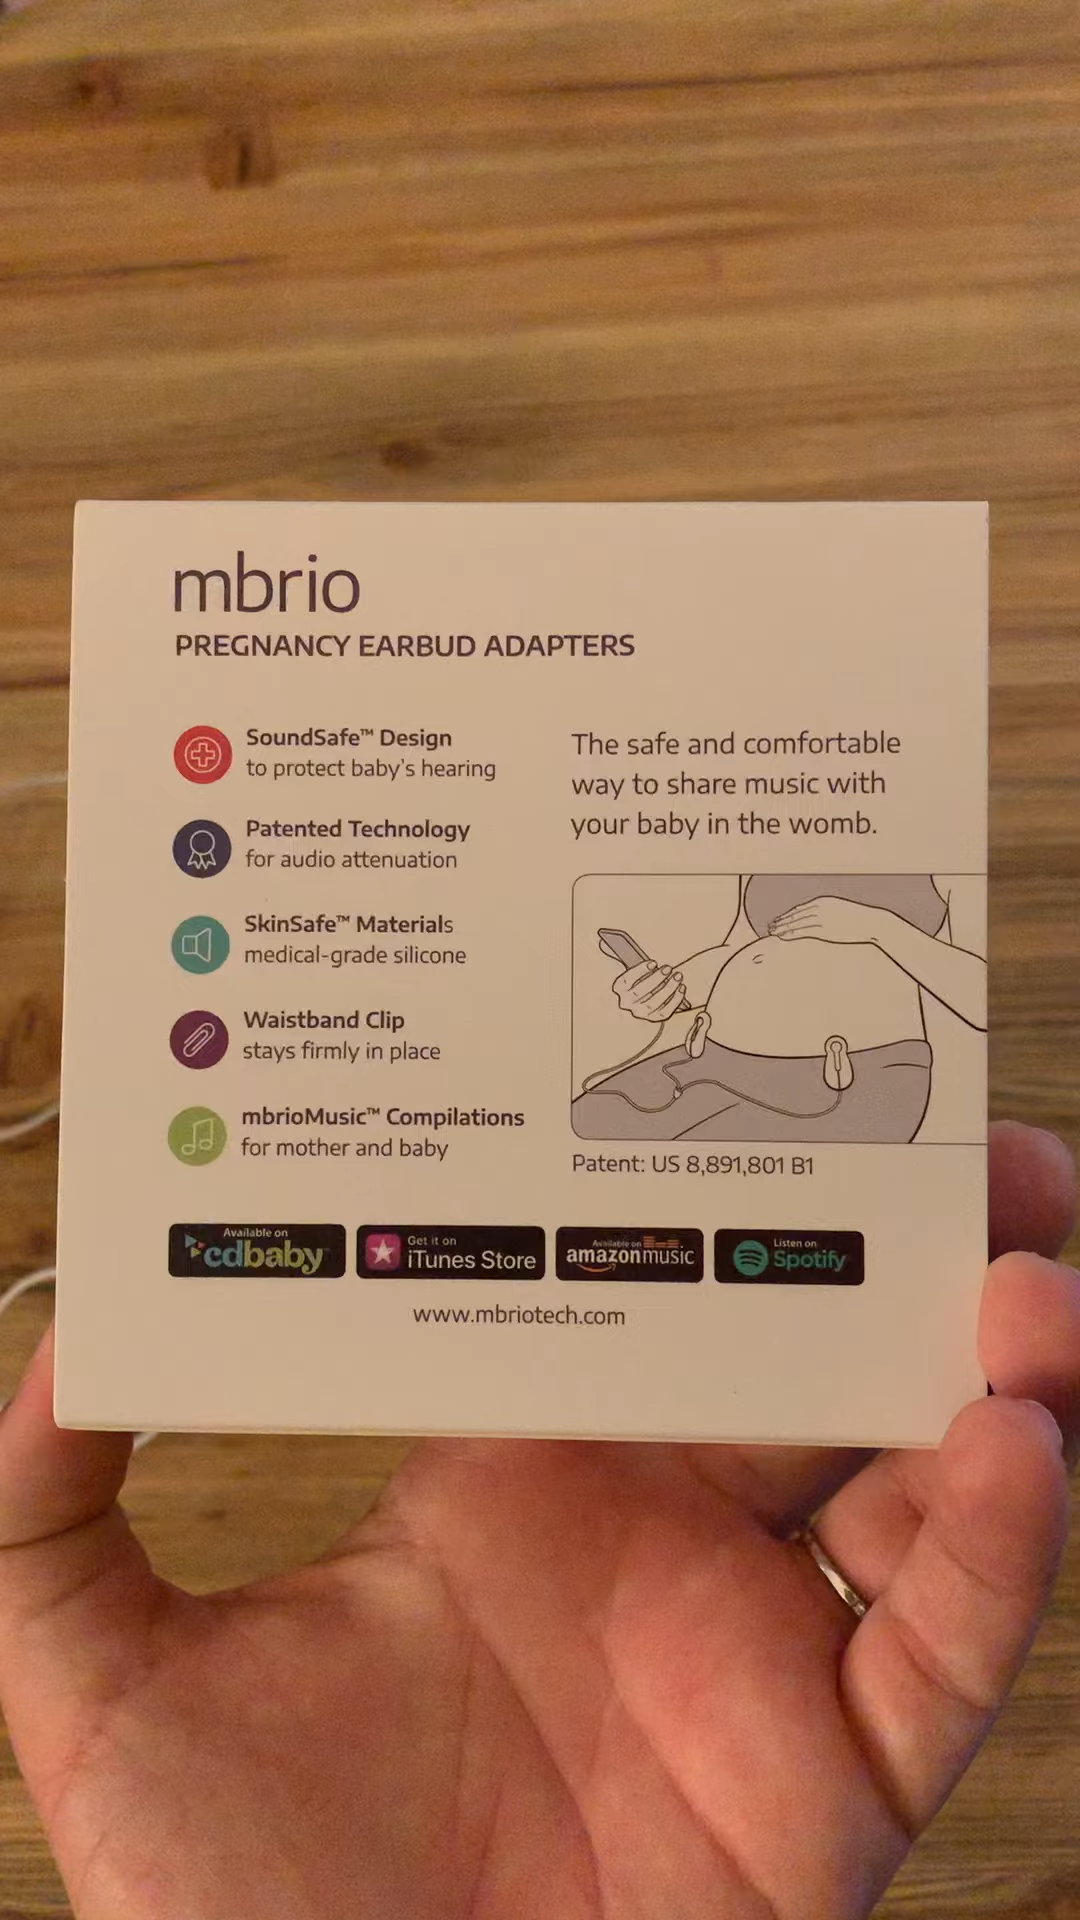 mbrio
PREGNANCY EARBUD ADAPTERS
SoundSafe™ Design
to protect baby's hearing
Patented Technology
for audio attenuation
SkinSafe™ Materials
medical-grade silicone
Waistband Clip
stays firmly in place
mbrioMusic™ Compilations
for mother and baby
The safe and comfortable
way to share music with
your baby in the womb.
Patent: US 8,891,801 B1
Available on
cdbaby
Get it on
iTunes Store
Available on
amazonmusic
Listen on
Spotify
www.mbriotech.com